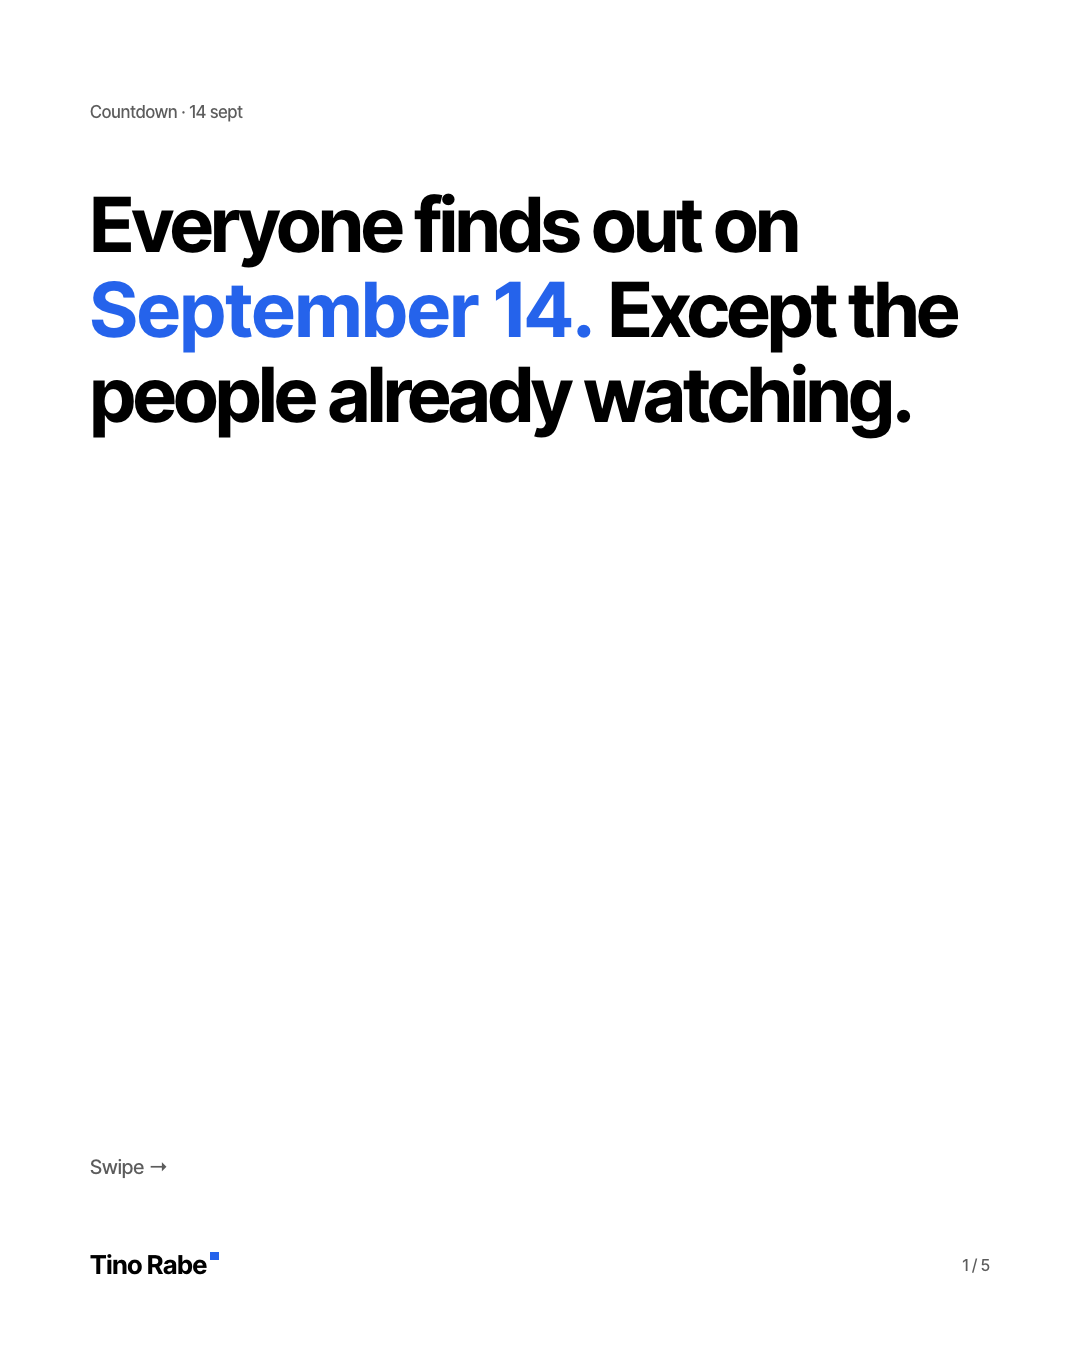 Countdown · 14 sept
Everyone finds out on
September 14. Except the
people already watching.
Swipe →
Tino Rabe
1 / 5